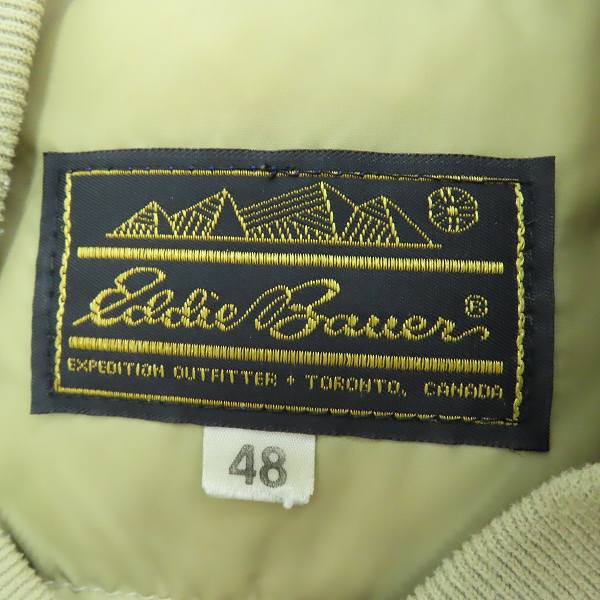 Eddie Bauer®
EXPEDITION OUTFITTER + TORONTO, CANADA
48